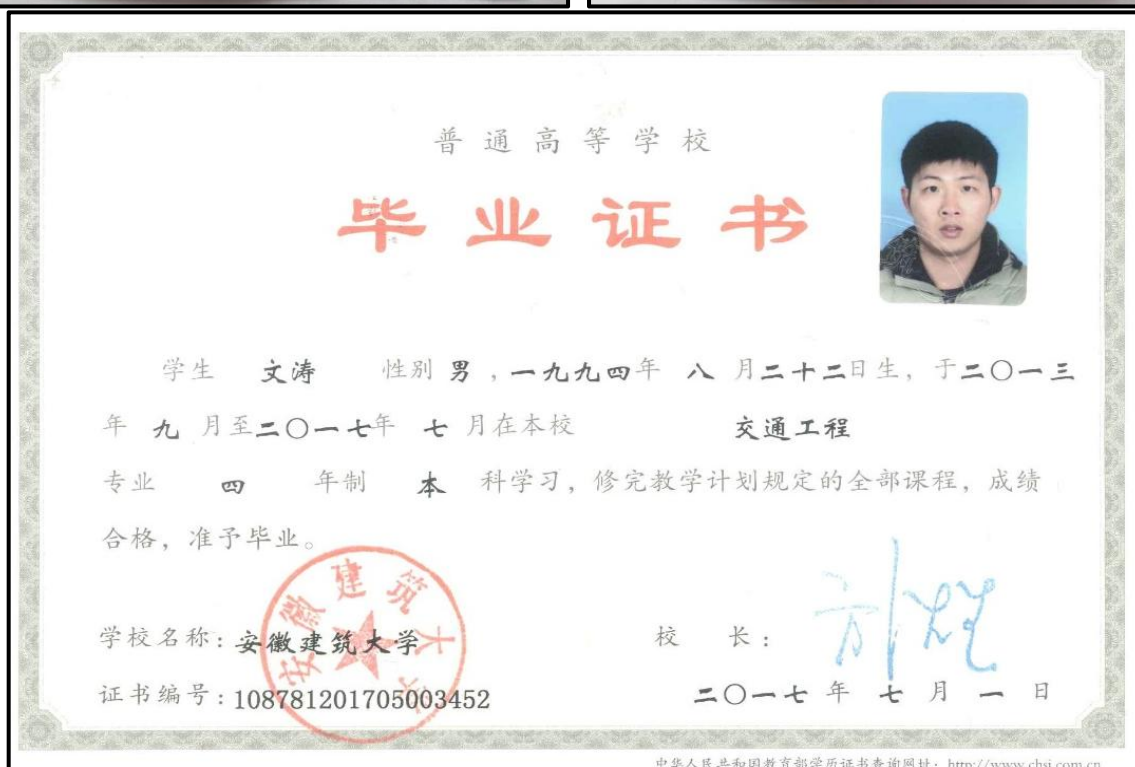 普通高等学校
毕业证书
学生 文涛 性别 男，一九九四年 八 月二十二日生，于二〇一三
年 九 月至二〇一七年 七 月在本校 交通工程
专业 四 年制 本 科学习，修完教学计划规定的全部课程，成绩
合格，准予毕业。
安徽建筑大学
学校名称：安徽建筑大学 校 长：
证书编号：108781201705003452 二〇一七 年 七 月 一 日
中华人民共和国教育部学历证书查询网址：http://www.chsi.com.cn